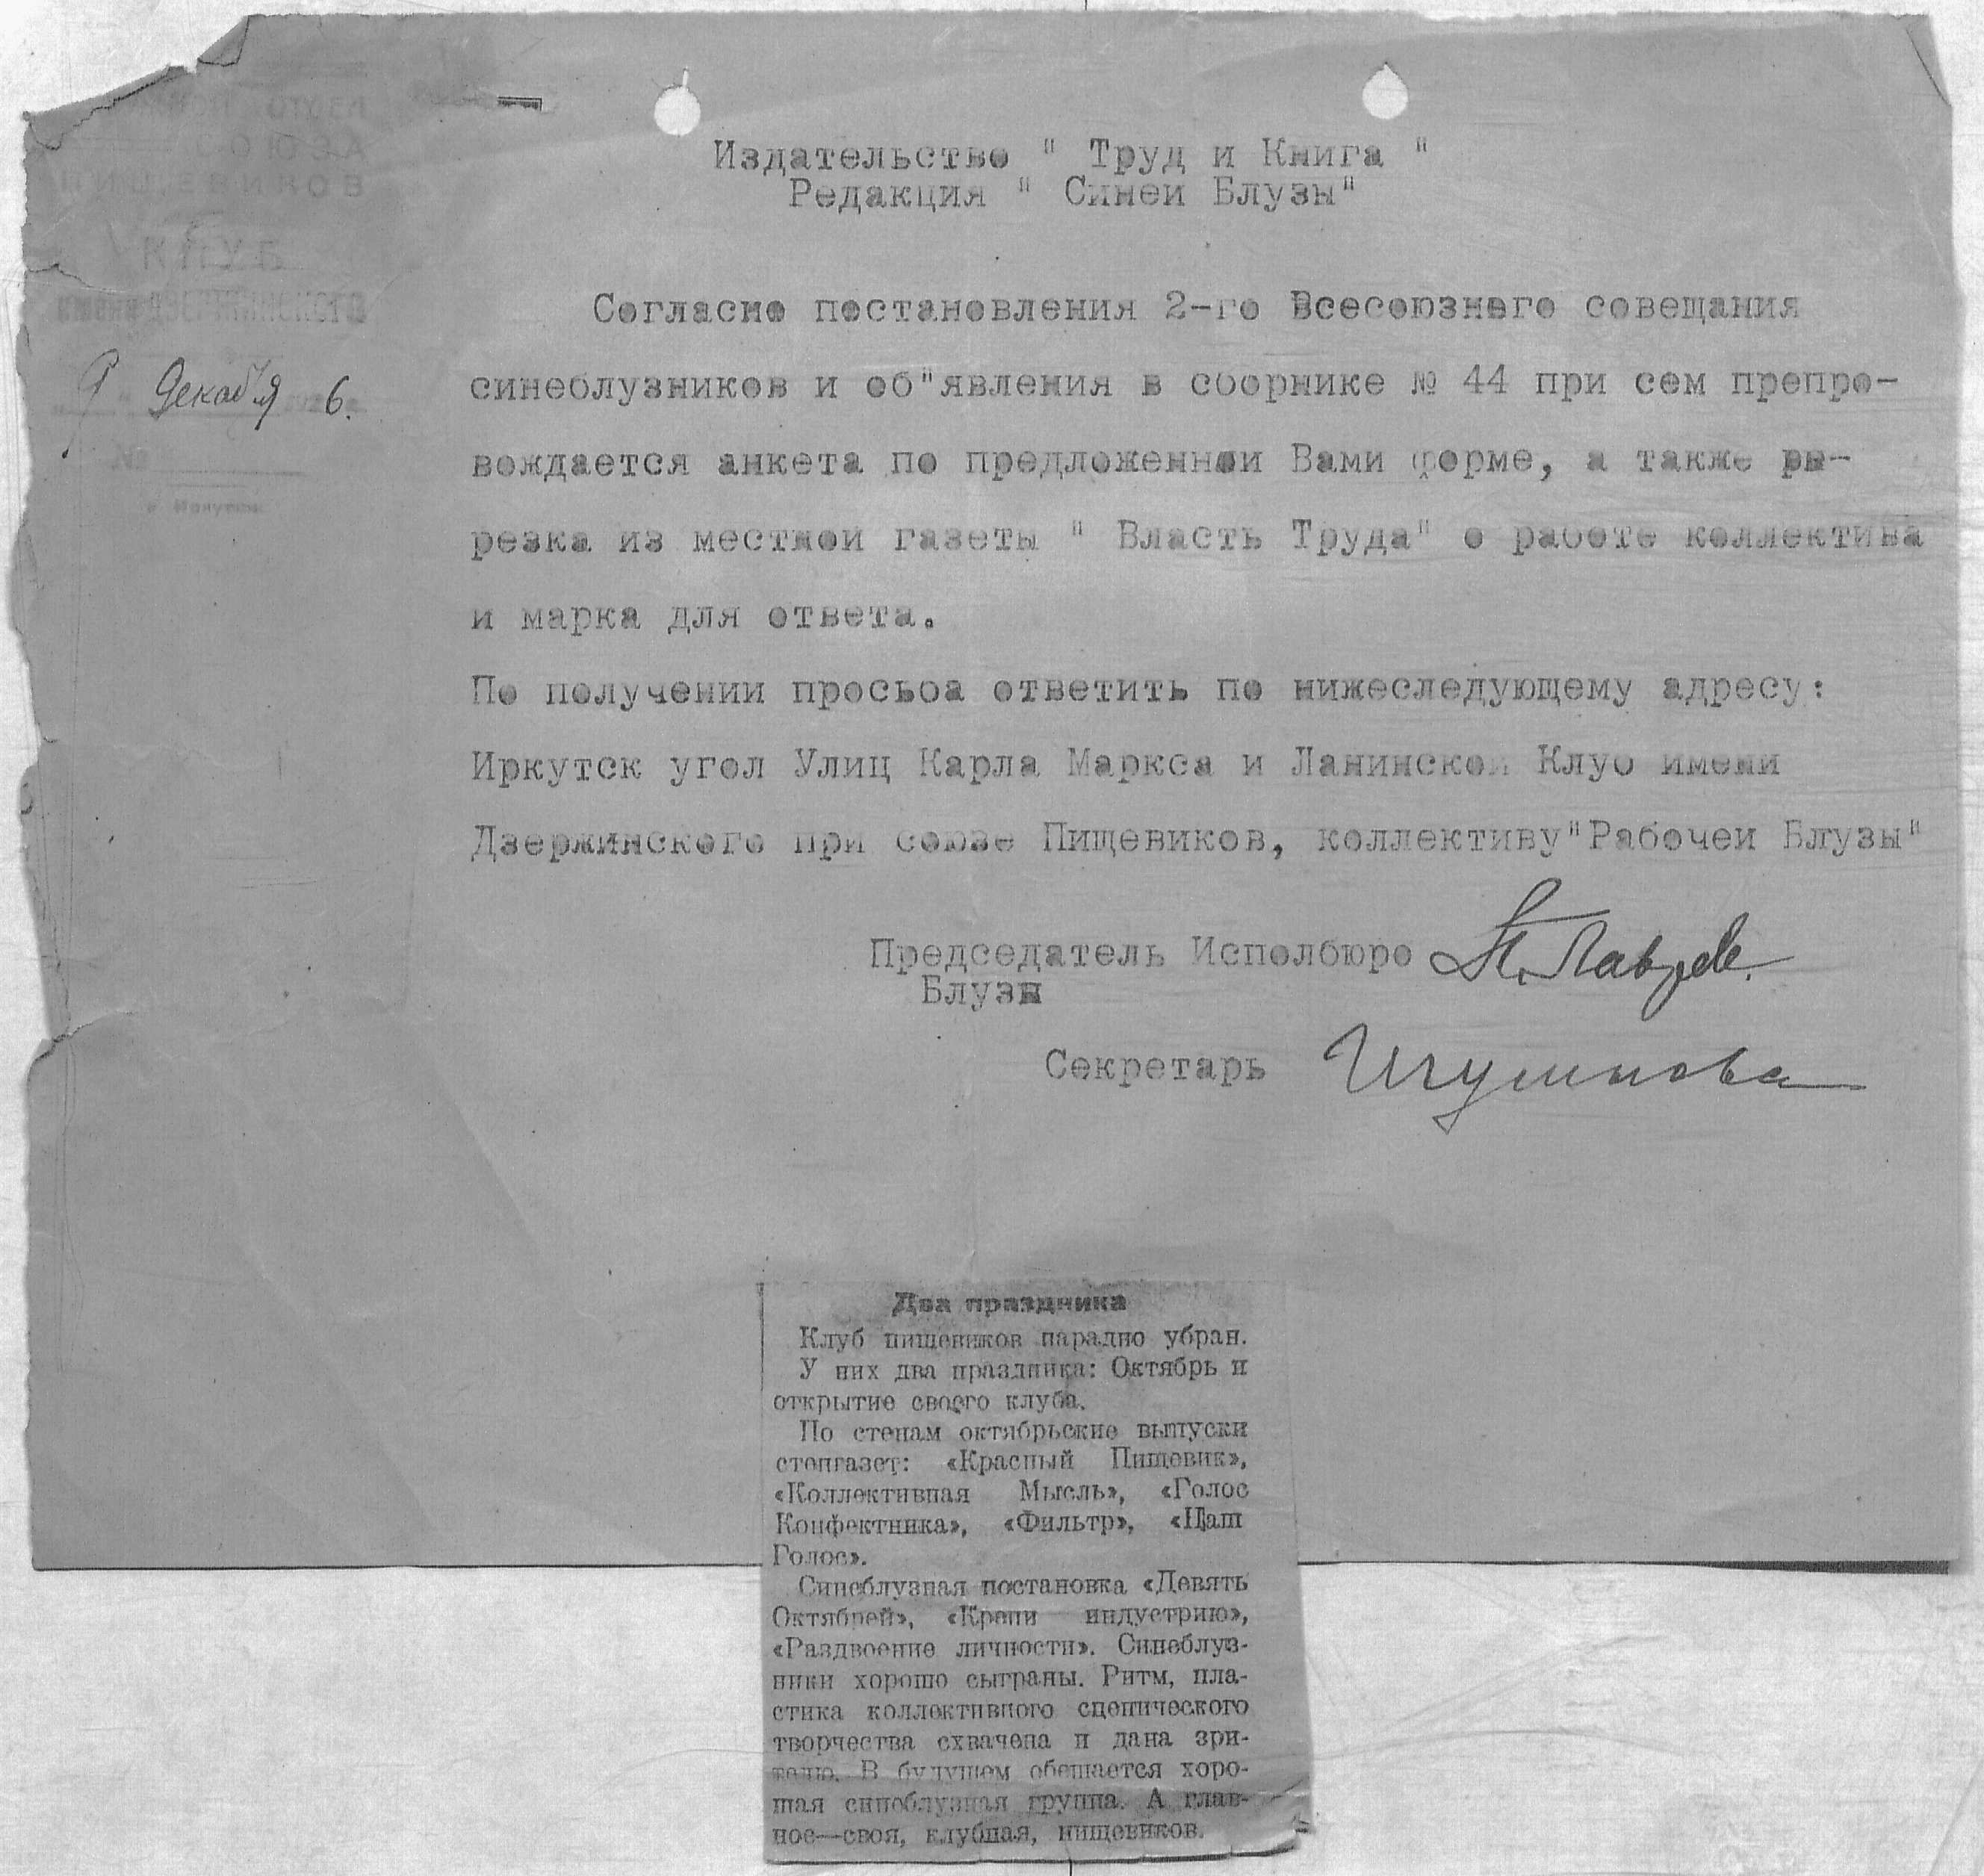 ОТДЕЛ
СОЮЗА
ПИЩЕВИКОВ
КЛУБ
имени ДЗЕРЖИНСКОГО
9 Декабря 6.
№
г. Иркутск
Издательство " Труд и Книга "
Редакция " Синеи Блузы"
Согласно постановления 2-го Всесоюзного совещания
синеблузников и об"явления в сборнике № 44 при сем препро-
вождается анкета по предложеннои Вами форме, а также вы-
резка из местнои газеты " Власть Труда" о работе коллектива
и марка для ответа.
По получении просьба ответить по нижеследующему адресу:
Иркутск угол Улиц Карла Маркса и Ланинскои Клуб имени
Дзержинского при союзе Пищевиков, коллективу"Рабочеи Блузы"
Председатель Исполбюро
Блузы
Секретарь Игумнова
Два праздника
Клуб пищевиков парадно убран.
У них два праздника: Октябрь и
открытие своего клуба.
По стенам октябрьские выпуски
стенгазет: «Красный Пищевик»,
«Коллективная Мысль», «Голос
Конфектника», «Фильтр», «Наш
Голос».
Синеблузная постановка «Девять
Октябрей», «Крепи индустрию»,
«Раздвоение личности». Синеблуз-
ники хорошо сыграны. Ритм, пла-
стика коллективного сценического
творчества схвачена и дана зри-
телю. В будущем обещается хоро-
шая синеблузная группа. А глав-
ное—своя, клубная, пищевиков.